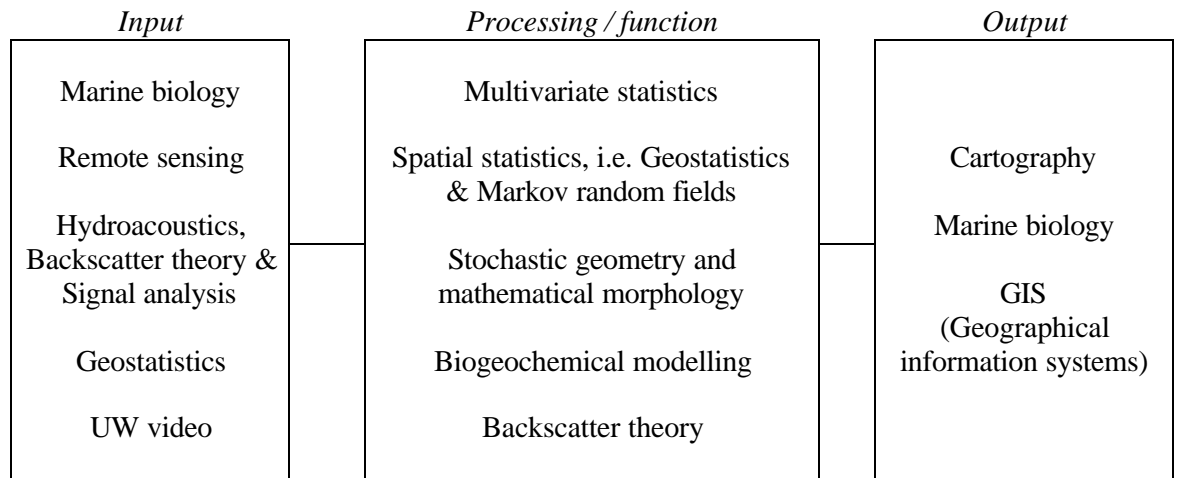 Input
Marine biology
Remote sensing
Hydroacoustics,
Backscatter theory &
Signal analysis
Geostatistics
UW video
Processing / function
Multivariate statistics
Spatial statistics, i.e. Geostatistics
& Markov random fields
Stochastic geometry and
mathematical morphology
Biogeochemical modelling
Backscatter theory
Output
Cartography
Marine biology
GIS
(Geographical
information systems)